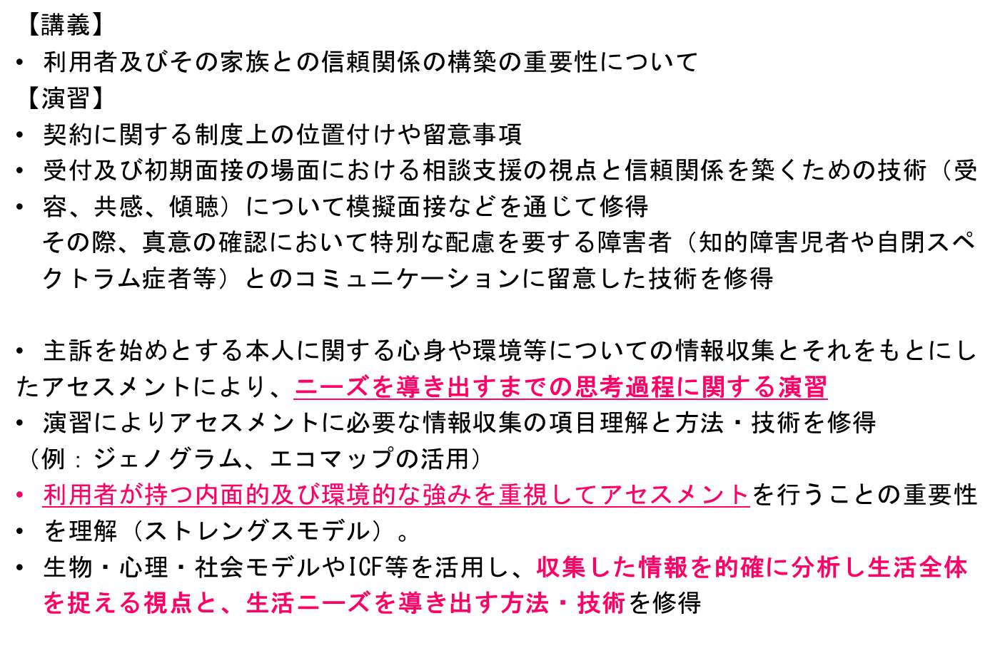 【講義】
• 利用者及びその家族との信頼関係の構築の重要性について
【演習】
• 契約に関する制度上の位置付けや留意事項
• 受付及び初期面接の場面における相談支援の視点と信頼関係を築くための技術（受
• 容、共感、傾聴）について模擬面接などを通じて修得
その際、真意の確認において特別な配慮を要する障害者（知的障害児者や自閉スペ
クトラム症者等）とのコミュニケーションに留意した技術を修得
• 主訴を始めとする本人に関する心身や環境等についての情報収集とそれをもとにし
たアセスメントにより、ニーズを導き出すまでの思考過程に関する演習
• 演習によりアセスメントに必要な情報収集の項目理解と方法・技術を修得
（例：ジェノグラム、エコマップの活用）
• 利用者が持つ内面的及び環境的な強みを重視してアセスメントを行うことの重要性
• を理解（ストレングスモデル）。
• 生物・心理・社会モデルやICF等を活用し、収集した情報を的確に分析し生活全体
を捉える視点と、生活ニーズを導き出す方法・技術を修得